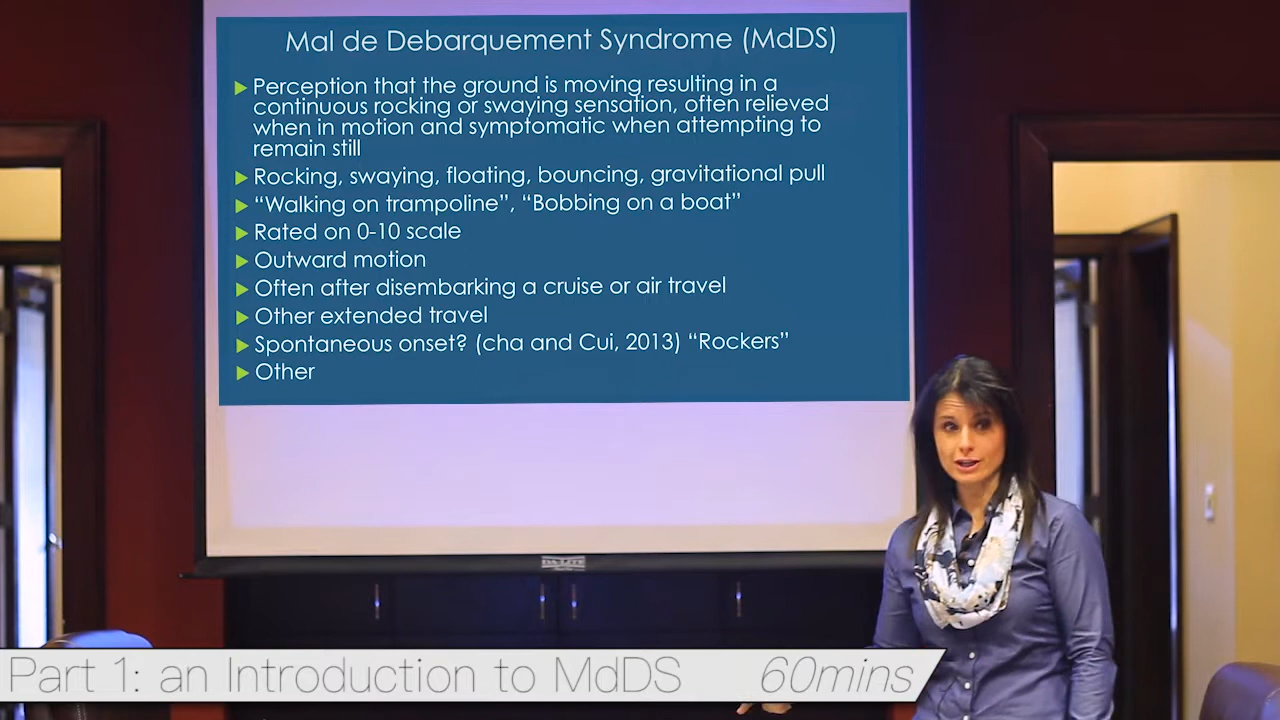 Mal de Debarquement Syndrome (MdDS)
Perception that the ground is moving resulting in a
continuous rocking or swaying sensation, often relieved
when in motion and symptomatic when attempting to
remain still
Rocking, swaying, floating, bouncing, gravitational pull
“Walking on trampoline”, “Bobbing on a boat”
Rated on 0-10 scale
Outward motion
Often after disembarking a cruise or air travel
Other extended travel
Spontaneous onset? (cha and Cui, 2013) “Rockers”
Other
DA-LITE
Part 1: an Introduction to MdDS 60mins